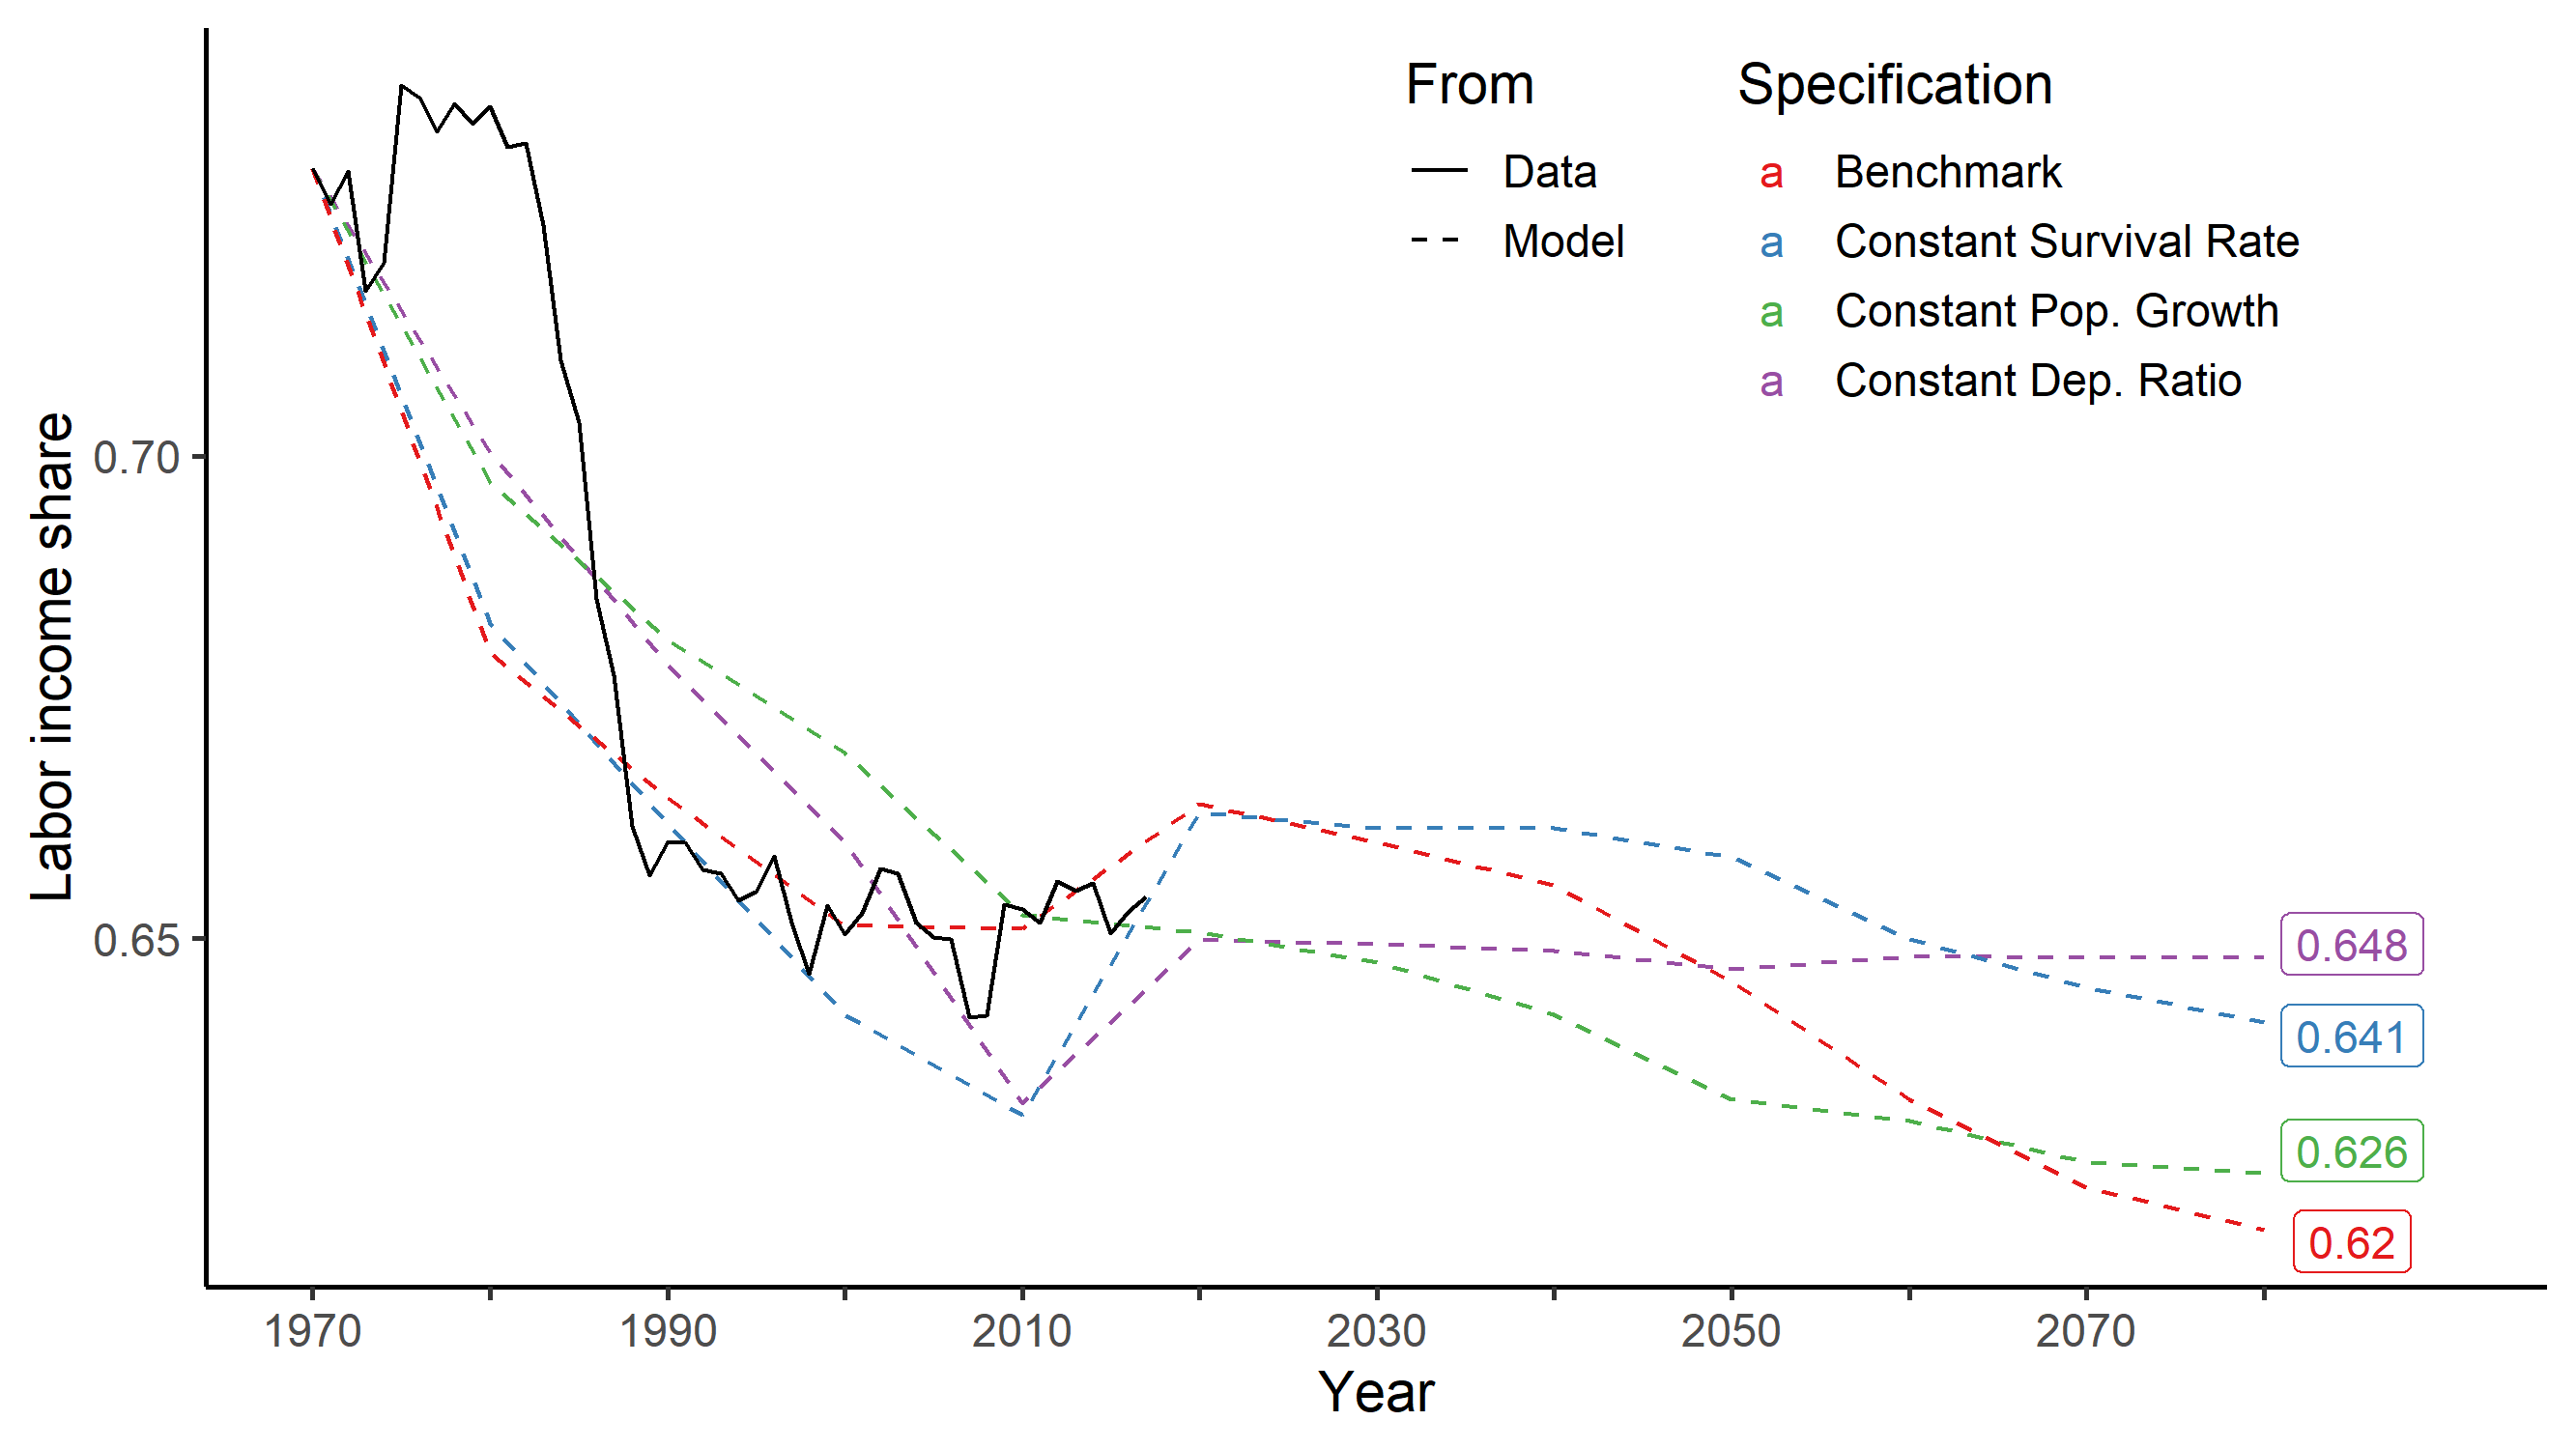 From
Data
Model
Specification
a Benchmark
a Constant Survival Rate
a Constant Pop. Growth
a Constant Dep. Ratio
Labor income share
0.70
0.65
0.648
0.641
0.626
0.62
1970 1990 2010 2030 2050 2070
Year